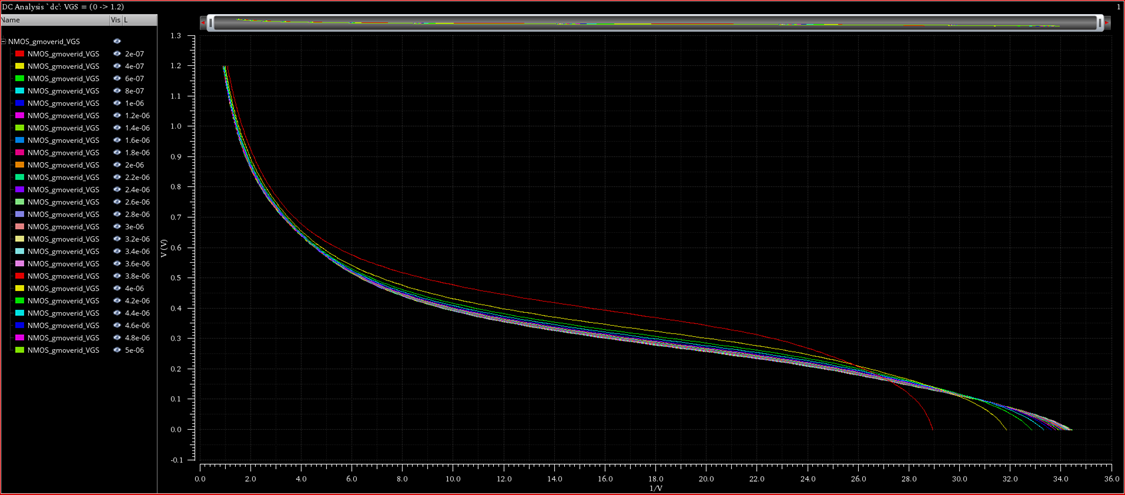 DC Analysis `dc': VGS = (0 -> 1.2) 1
Name Vis L
NMOS_gmoverid_VGS
NMOS_gmoverid_VGS 2e-07
NMOS_gmoverid_VGS 4e-07
NMOS_gmoverid_VGS 6e-07
NMOS_gmoverid_VGS 8e-07
NMOS_gmoverid_VGS 1e-06
NMOS_gmoverid_VGS 1.2e-06
NMOS_gmoverid_VGS 1.4e-06
NMOS_gmoverid_VGS 1.6e-06
NMOS_gmoverid_VGS 1.8e-06
NMOS_gmoverid_VGS 2e-06
NMOS_gmoverid_VGS 2.2e-06
NMOS_gmoverid_VGS 2.4e-06
NMOS_gmoverid_VGS 2.6e-06
NMOS_gmoverid_VGS 2.8e-06
NMOS_gmoverid_VGS 3e-06
NMOS_gmoverid_VGS 3.2e-06
NMOS_gmoverid_VGS 3.4e-06
NMOS_gmoverid_VGS 3.6e-06
NMOS_gmoverid_VGS 3.8e-06
NMOS_gmoverid_VGS 4e-06
NMOS_gmoverid_VGS 4.2e-06
NMOS_gmoverid_VGS 4.4e-06
NMOS_gmoverid_VGS 4.6e-06
NMOS_gmoverid_VGS 4.8e-06
NMOS_gmoverid_VGS 5e-06
V (V)
1.3
1.2
1.1
1.0
0.9
0.8
0.7
0.6
0.5
0.4
0.3
0.2
0.1
0.0
-0.1
0.0 2.0 4.0 6.0 8.0 10.0 12.0 14.0 16.0 18.0 20.0 22.0 24.0 26.0 28.0 30.0 32.0 34.0 36.0
1/V